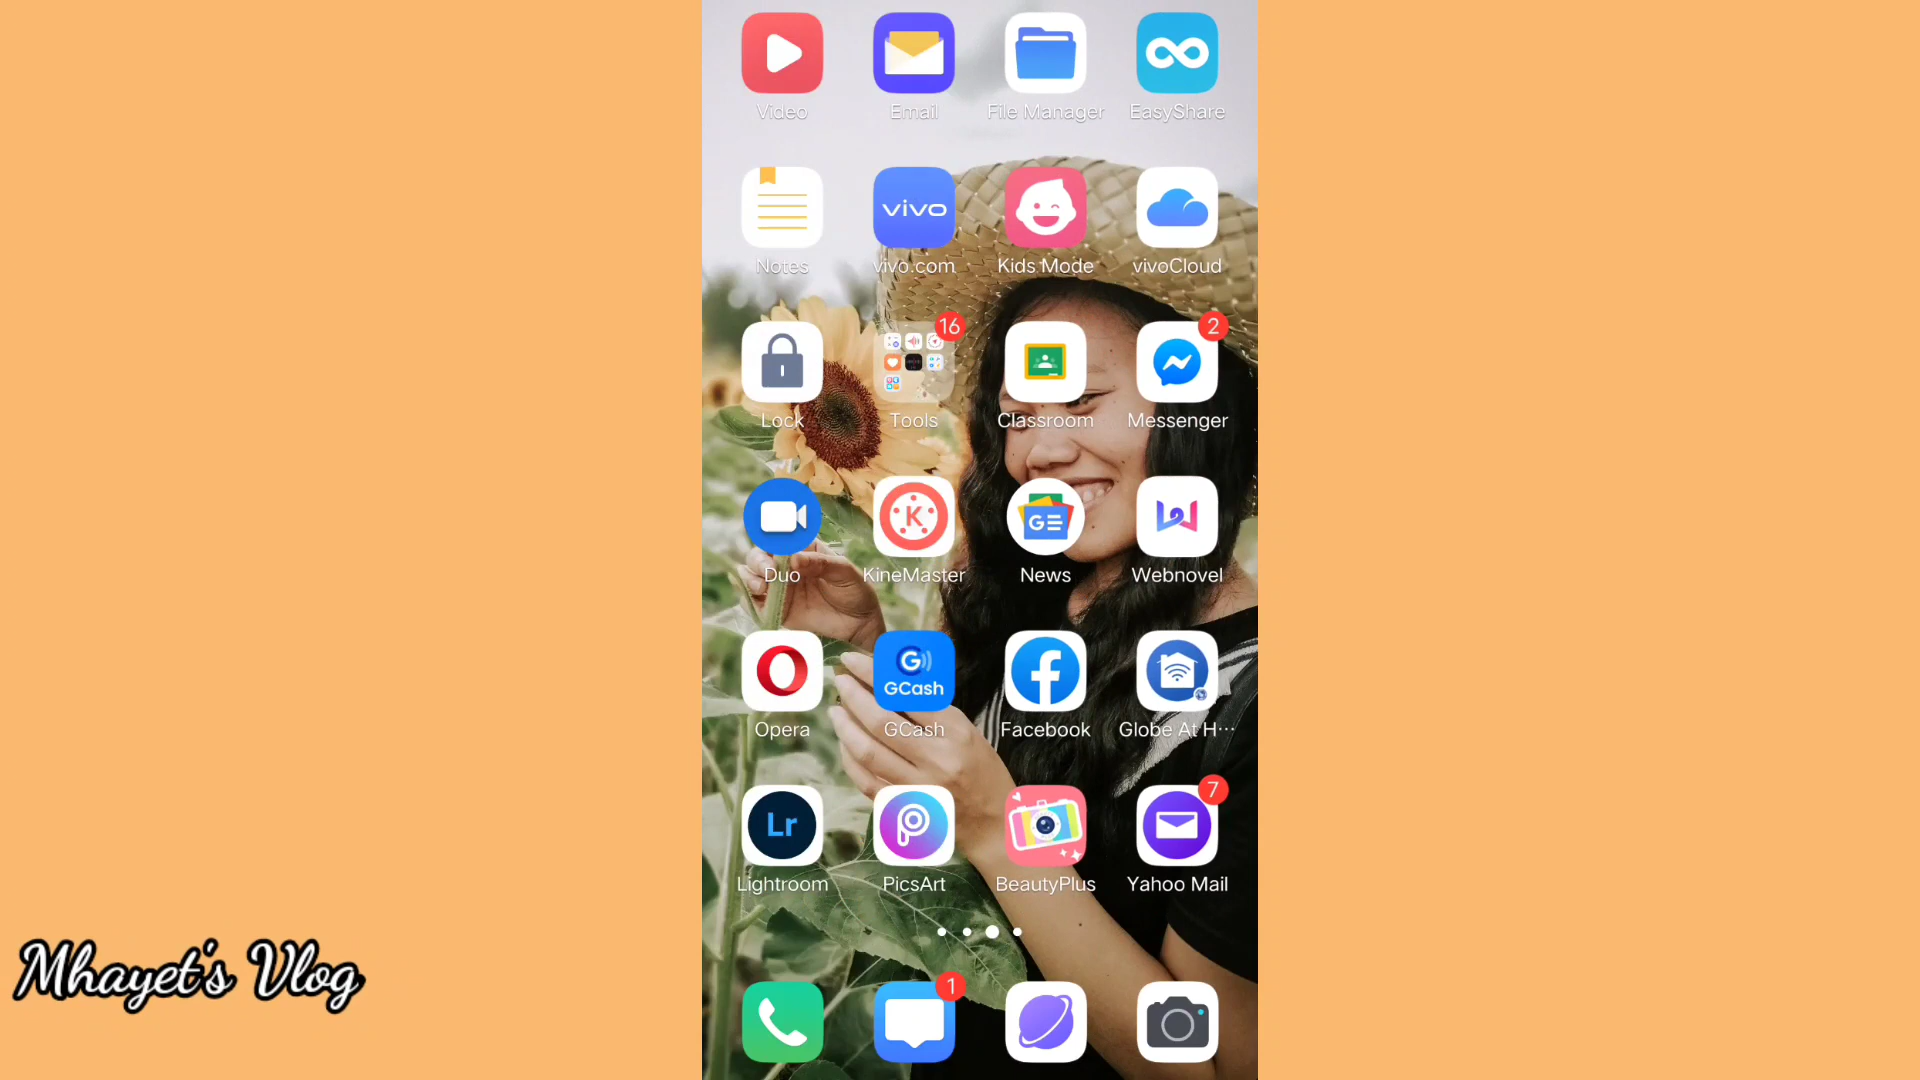 Video Email File Manager EasyShare
vivo
Notes vivo.com Kids Mode vivoCloud
16 2
Lock Tools Classroom Messenger
K GE
Duo KineMaster News Webnovel
G
GCash
Opera GCash Facebook Globe At H···
7
Lr
Lightroom PicsArt BeautyPlus Yahoo Mail
Mhayet's Vlog
1